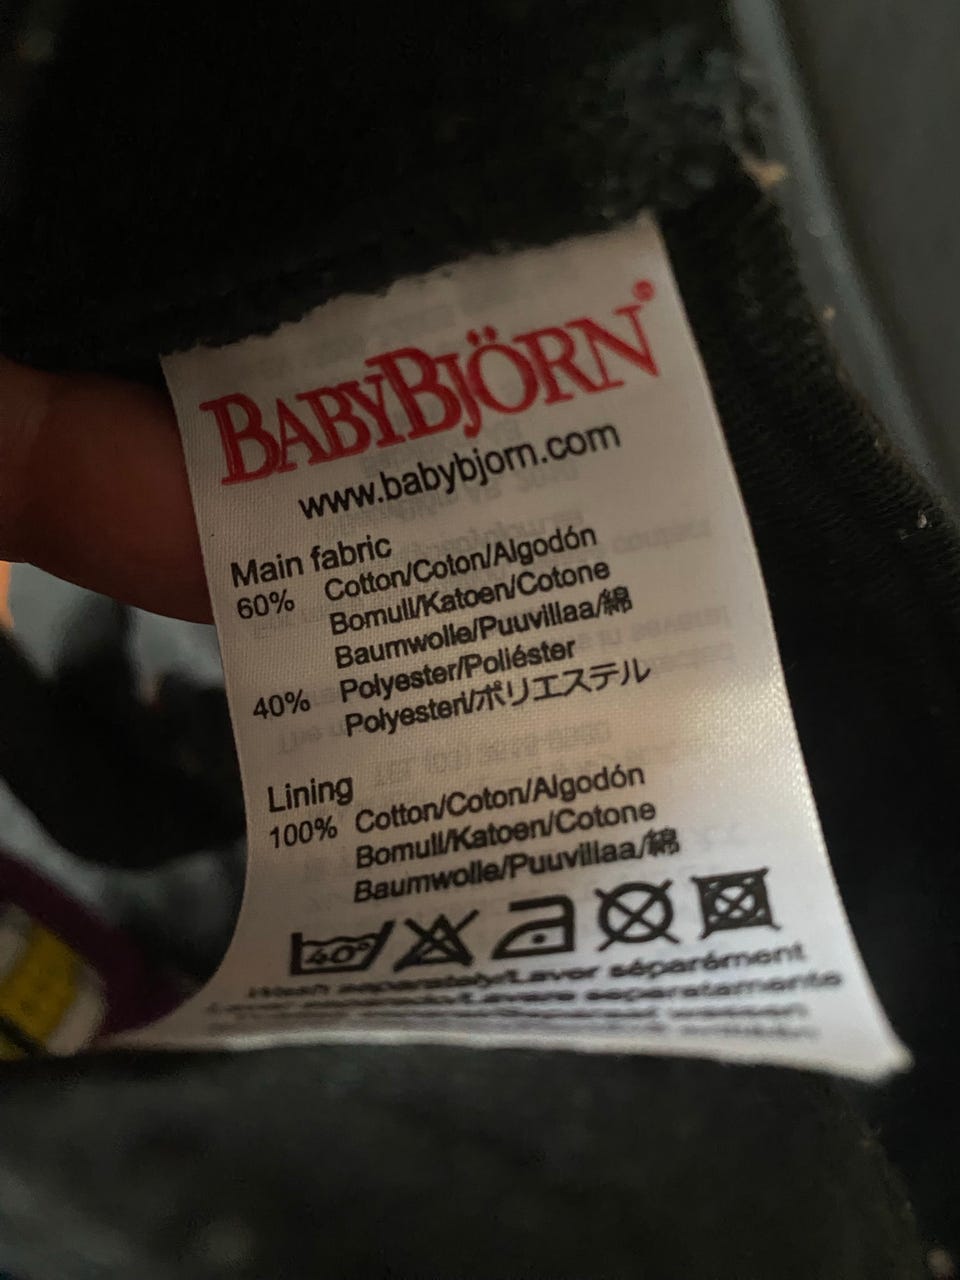 BABYBJÖRN®
www.babybjorn.com
Main fabric
60% Cotton/Coton/Algodón
Bomull/Katoen/Cotone
Baumwolle/Puuvillaa/綿
40% Polyester/Poliéster
Polyesteri/ポリエステル
Lining
100% Cotton/Coton/Algodón
Bomull/Katoen/Cotone
Baumwolle/Puuvillaa/綿
40°
Wash separately/Laver séparément
Lavare separatamente